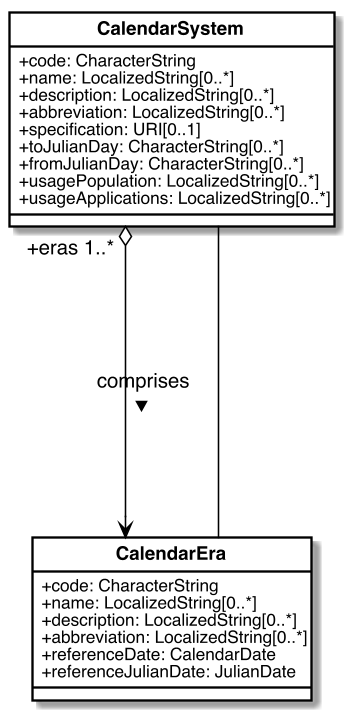 CalendarSystem
+code: CharacterString
+name: LocalizedString[0..*]
+description: LocalizedString[0..*]
+abbreviation: LocalizedString[0..*]
+specification: URI[0..1]
+toJulianDay: CharacterString[0..*]
+fromJulianDay: CharacterString[0..*]
+usagePopulation: LocalizedString[0..*]
+usageApplications: LocalizedString[0..*]
+eras 1..*
comprises
CalendarEra
+code: CharacterString
+name: LocalizedString[0..*]
+description: LocalizedString[0..*]
+abbreviation: LocalizedString[0..*]
+referenceDate: CalendarDate
+referenceJulianDate: JulianDate